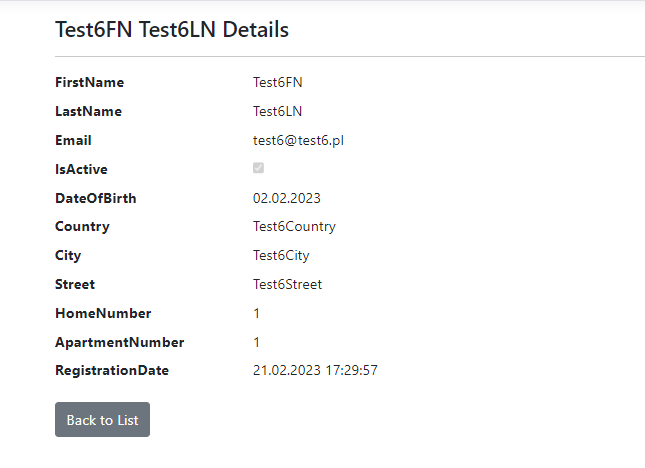 Test6FN Test6LN Details
FirstName Test6FN
LastName Test6LN
Email test6@test6.pl
IsActive
DateOfBirth 02.02.2023
Country Test6Country
City Test6City
Street Test6Street
HomeNumber 1
ApartmentNumber 1
RegistrationDate 21.02.2023 17:29:57
Back to List